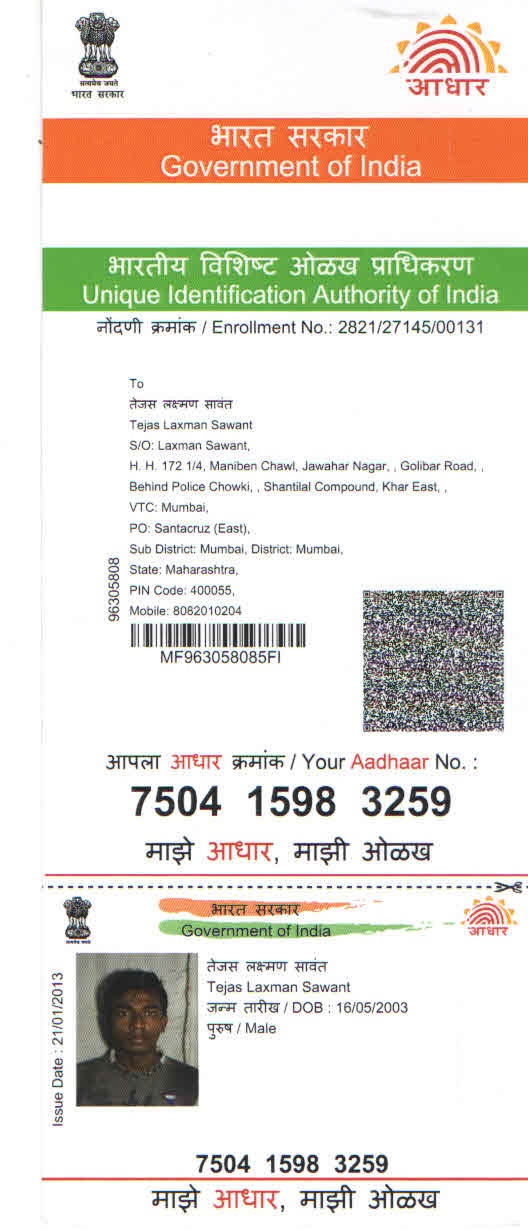 सत्यमेव जयते
भारत सरकार
आधार
भारत सरकार
Government of India
भारतीय विशिष्ट ओळख प्राधिकरण
Unique Identification Authority of India
नोंदणी क्रमांक / Enrollment No.: 2821/27145/00131
To
तेजस लक्ष्मण सावंत
Tejas Laxman Sawant
S/O: Laxman Sawant,
H. H. 172 1/4, Maniben Chawl, Jawahar Nagar, , Golibar Road, ,
Behind Police Chowki, , Shantilal Compound, Khar East, ,
VTC: Mumbai,
PO: Santacruz (East),
Sub District: Mumbai, District: Mumbai,
State: Maharashtra,
PIN Code: 400055,
Mobile: 8082010204
96305808
MF963058085FI
आपला आधार क्रमांक / Your Aadhaar No. :
7504 1598 3259
माझे आधार, माझी ओळख
भारत सरकार
Government of India
आधार
तेजस लक्ष्मण सावंत
Tejas Laxman Sawant
जन्म तारीख / DOB : 16/05/2003
पुरुष / Male
Issue Date : 21/01/2013
7504 1598 3259
माझे आधार, माझी ओळख